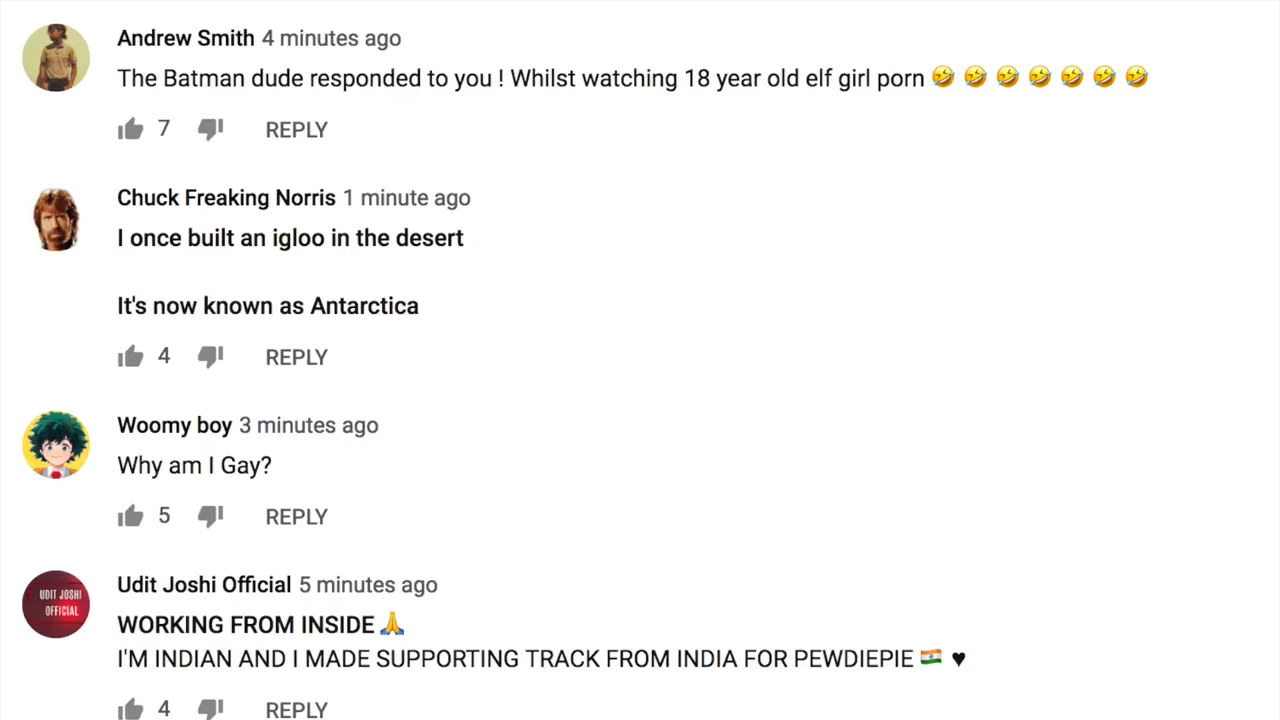 Andrew Smith 4 minutes ago
The Batman dude responded to you ! Whilst watching 18 year old elf girl porn 🤣 🤣 🤣 🤣 🤣 🤣 🤣
7 REPLY
Chuck Freaking Norris 1 minute ago
I once built an igloo in the desert
It's now known as Antarctica
4 REPLY
Woomy boy 3 minutes ago
Why am I Gay?
5 REPLY
UDIT JOSHI
OFFICIAL
Udit Joshi Official 5 minutes ago
WORKING FROM INSIDE 🙏
I'M INDIAN AND I MADE SUPPORTING TRACK FROM INDIA FOR PEWDIEPIE 🇮🇳 ♥
4 REPLY